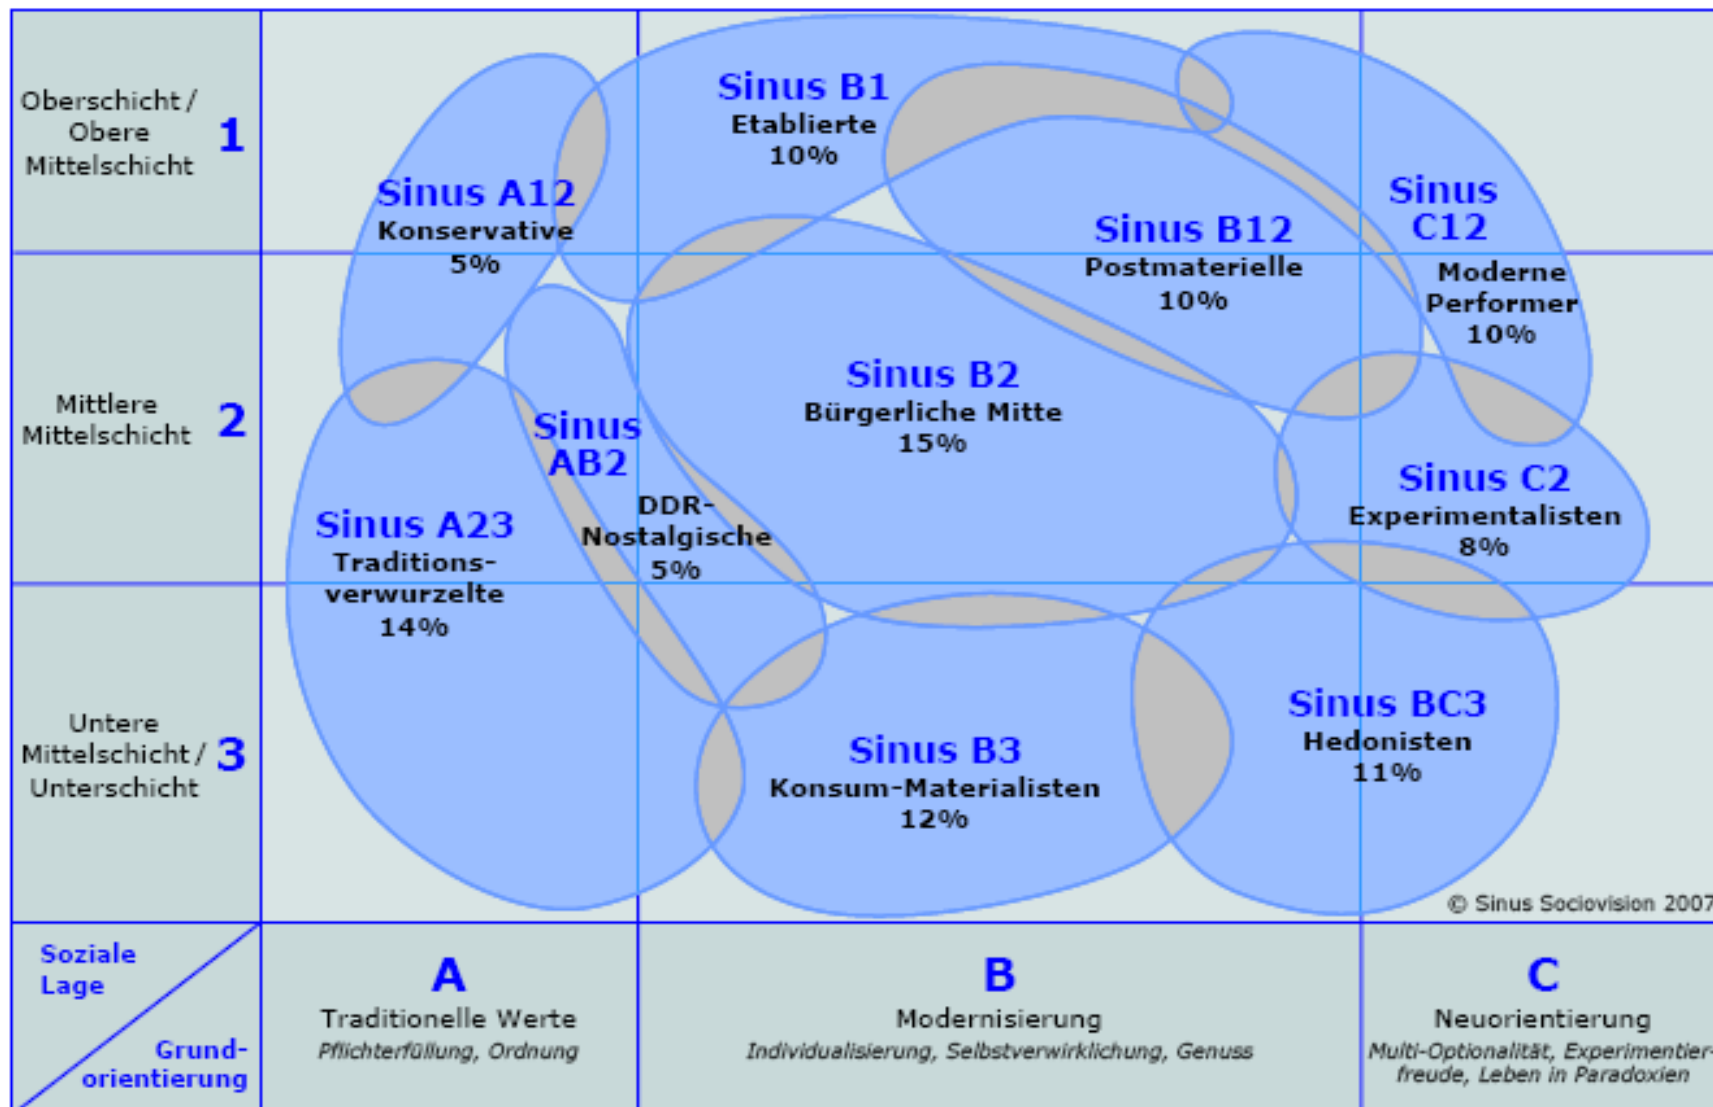 Oberschicht /
Obere
Mittelschicht
1
Mittlere
Mittelschicht
2
Untere
Mittelschicht /
Unterschicht
3
Sinus B1
Etablierte
10%
Sinus A12
Konservative
5%
Sinus B12
Postmaterielle
10%
Sinus
C12
Moderne
Performer
10%
Sinus B2
Bürgerliche Mitte
15%
Sinus
AB2
DDR-
Nostalgische
5%
Sinus A23
Traditions-
verwurzelte
14%
Sinus C2
Experimentalisten
8%
Sinus B3
Konsum-Materialisten
12%
Sinus BC3
Hedonisten
11%
© Sinus Sociovision 2007
Soziale
Lage
Grund-
orientierung
A
Traditionelle Werte
Pflichterfüllung, Ordnung
B
Modernisierung
Individualisierung, Selbstverwirklichung, Genuss
C
Neuorientierung
Multi-Optionalität, Experimentier-
freude, Leben in Paradoxien